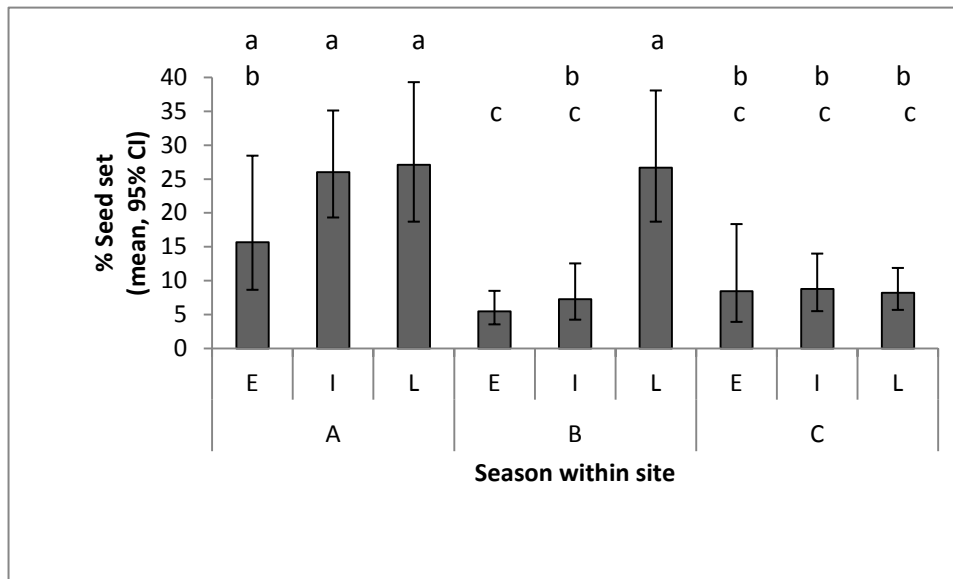 a a a a
b b b b b
c c c c c
% Seed set
(mean, 95% CI)
40
35
30
25
20
15
10
5
0
E I L E I L E I L
A B C
Season within site